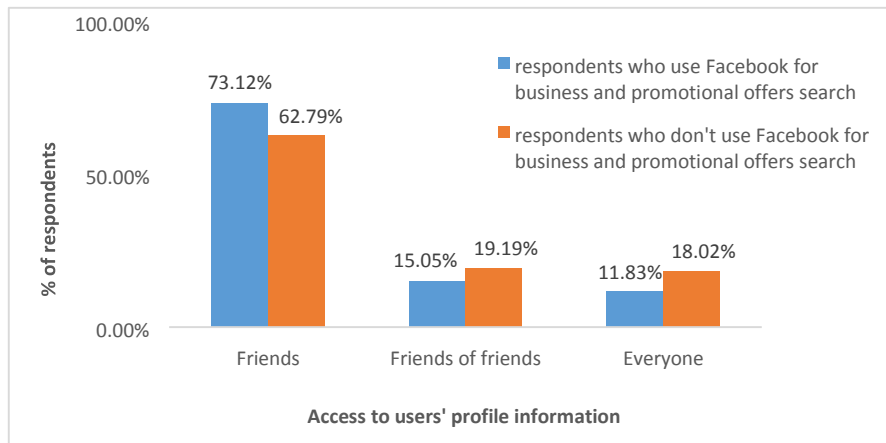 100.00%
respondents who use Facebook for
business and promotional offers search
73.12%
62.79%
respondents who don't use Facebook for
business and promotional offers search
50.00%
% of respondents
15.05%
19.19%
11.83%
18.02%
0.00%
Friends
Friends of friends
Everyone
Access to users' profile information